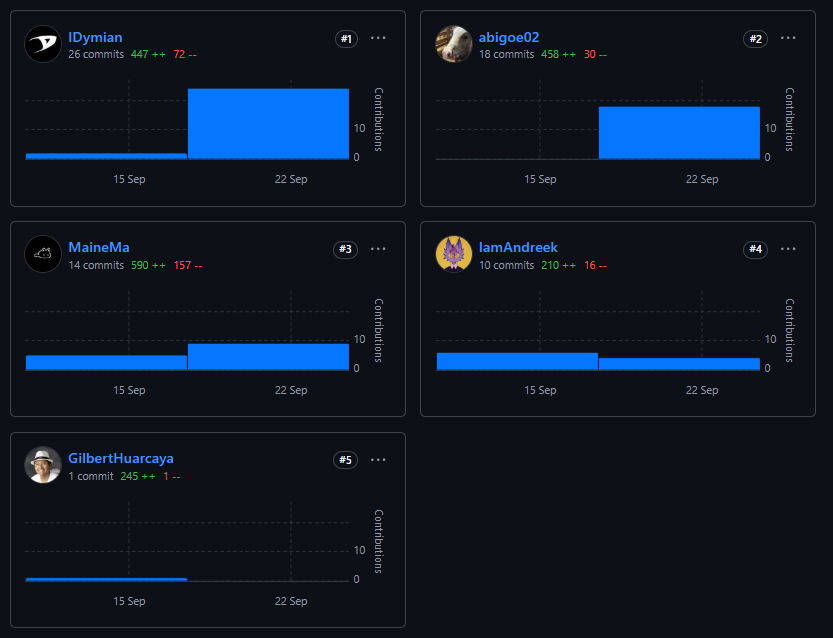 IDymian
#1
26 commits 447 ++ 72 --
Contributions
10
0
15 Sep
22 Sep
abigoe02
#2
18 commits 458 ++ 30 --
Contributions
10
0
15 Sep
22 Sep
MaineMa
#3
14 commits 590 ++ 157 --
Contributions
10
0
15 Sep
22 Sep
IamAndreek
#4
10 commits 210 ++ 16 --
Contributions
10
0
15 Sep
22 Sep
GilbertHuarcaya
#5
1 commit 245 ++ 1 --
Contributions
10
0
15 Sep
22 Sep